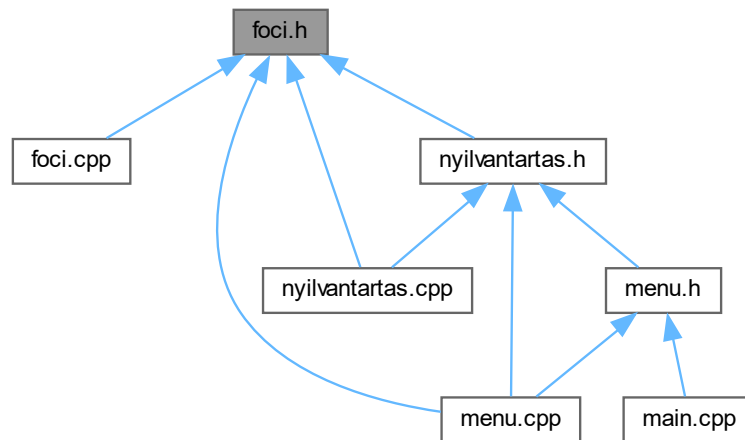 foci.h
foci.cpp
nyilvantartas.h
nyilvantartas.cpp
menu.h
menu.cpp
main.cpp